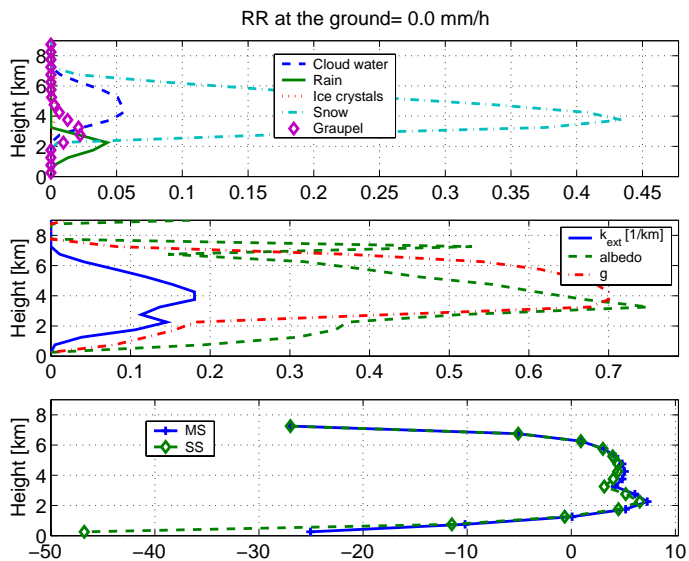 RR at the ground= 0.0 mm/h
Height [km]
8
6
4
2
0
Cloud water
Rain
Ice crystals
Snow
Graupel
0 0.05 0.1 0.15 0.2 0.25 0.3 0.35 0.4 0.45
Height [km]
8
6
4
2
0
k_ext [1/km]
albedo
g
0 0.1 0.2 0.3 0.4 0.5 0.6 0.7
Height [km]
8
6
4
2
0
MS
SS
−50 −40 −30 −20 −10 0 10